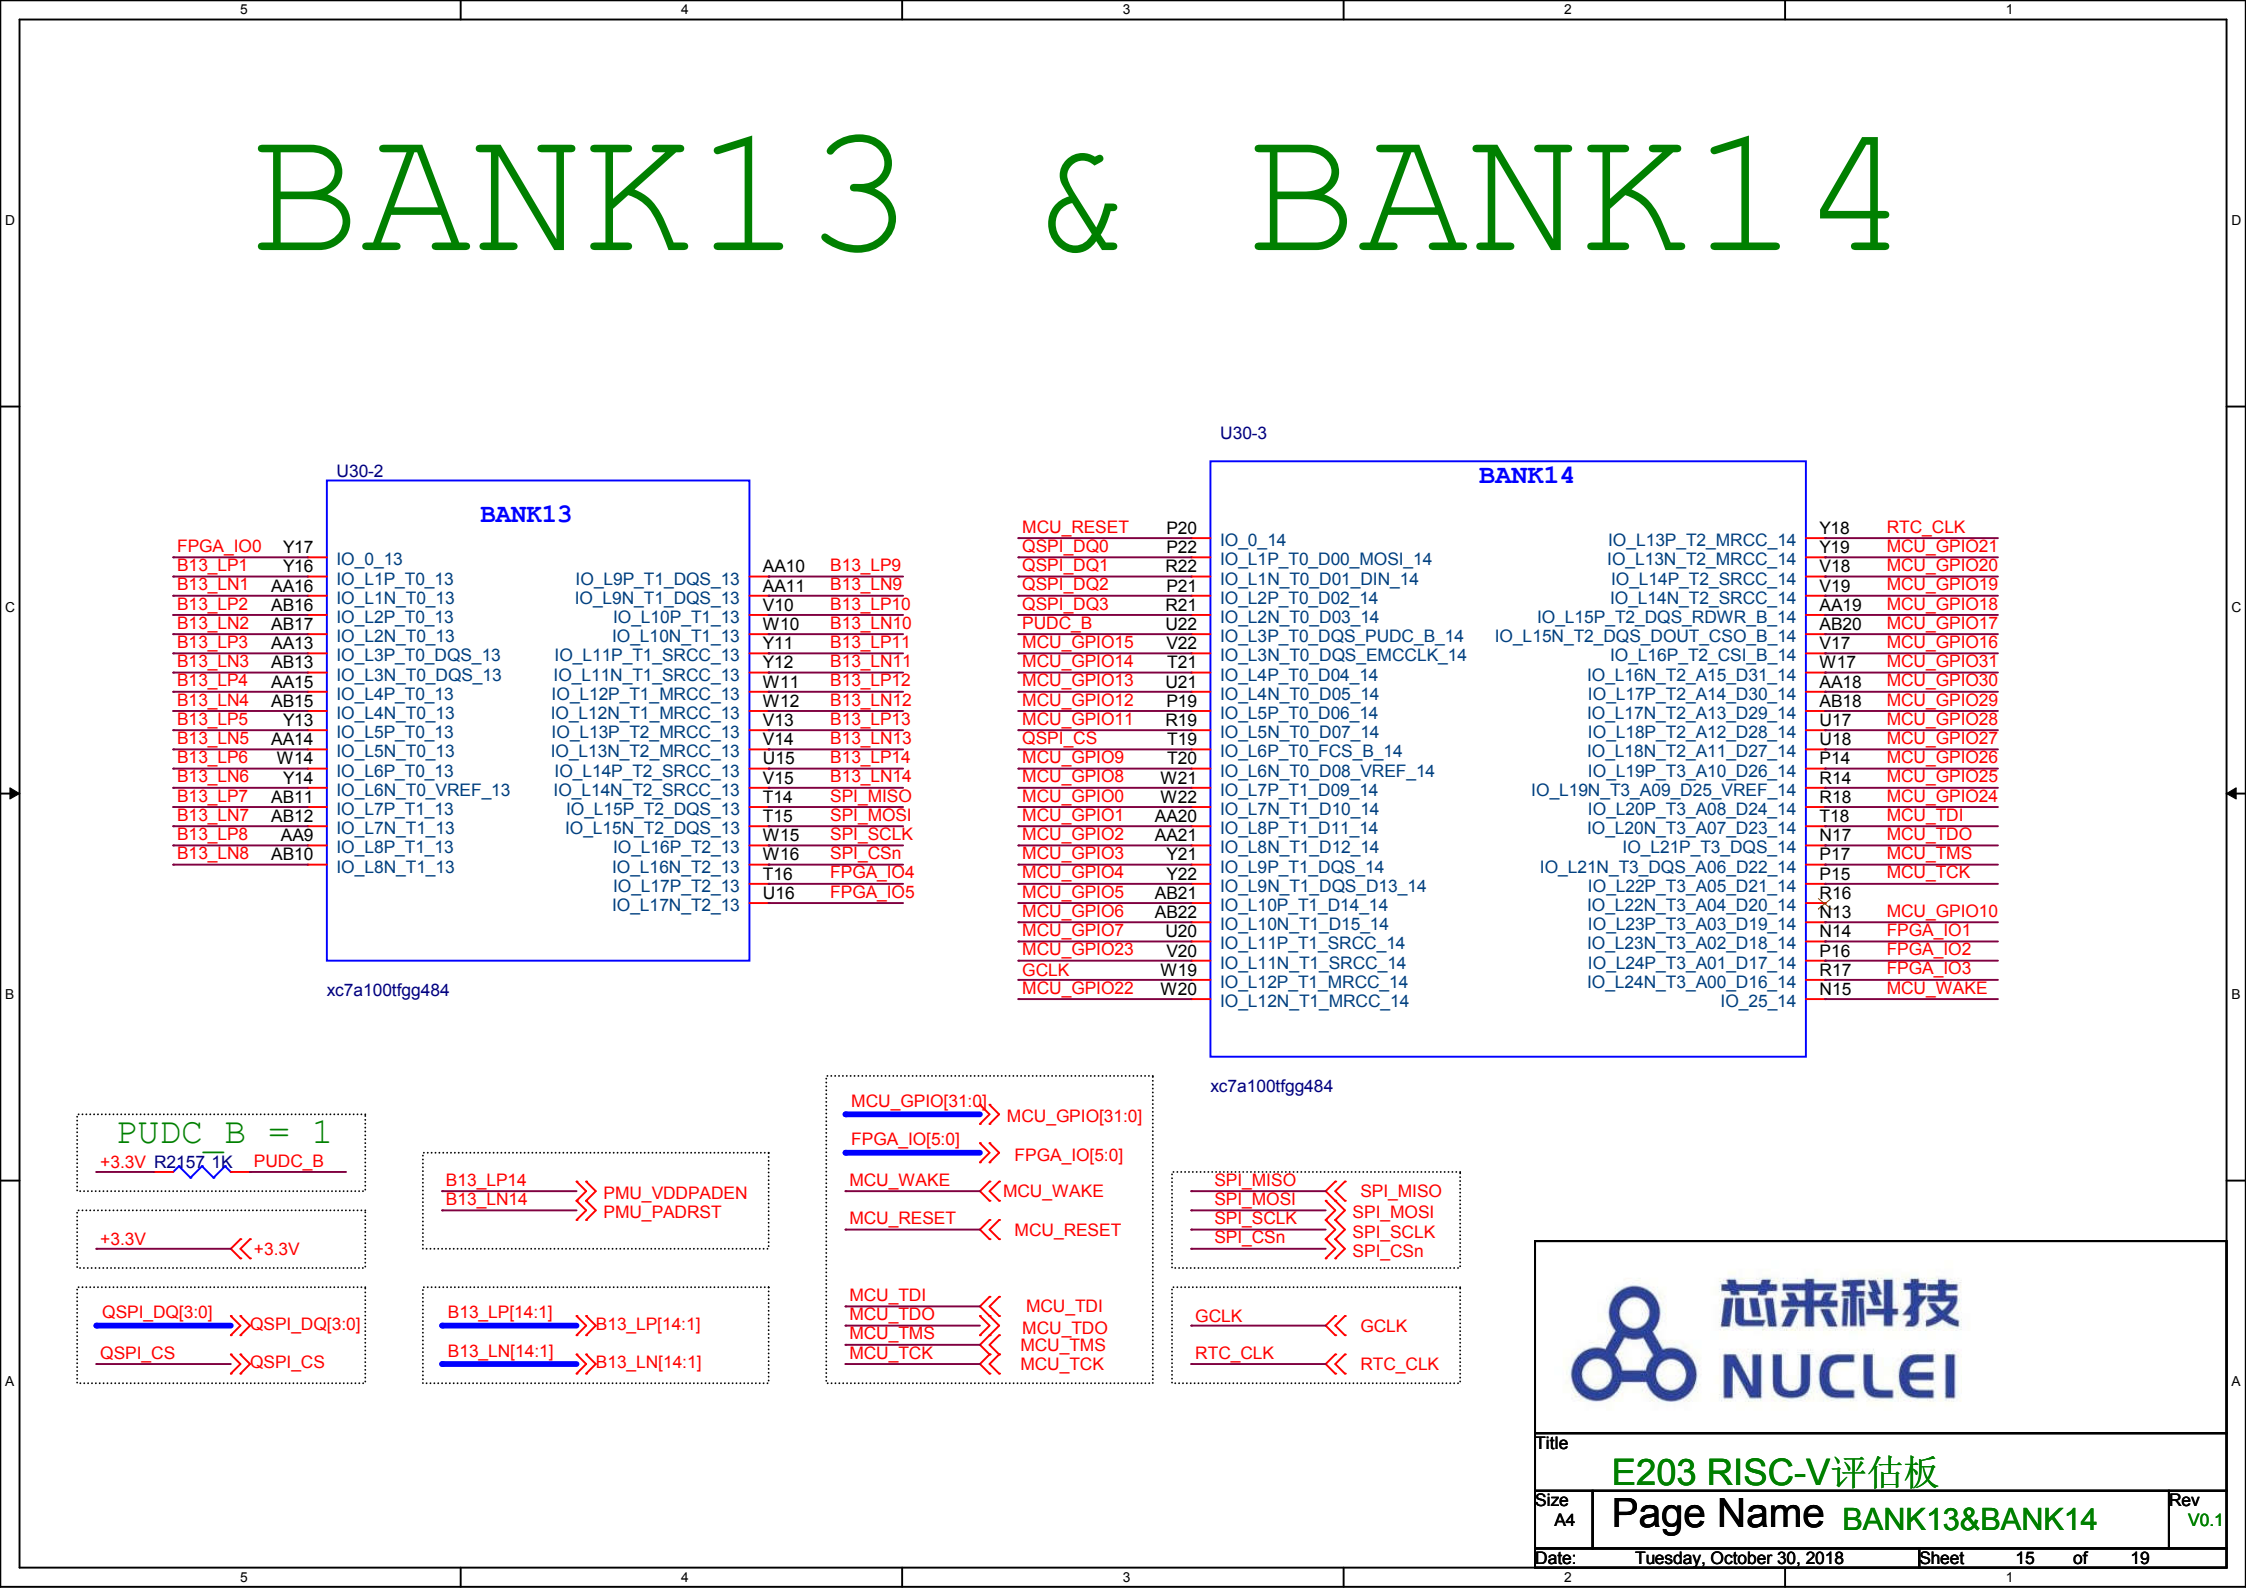 5 4 3 2 1
BANK13 & BANK14
D D
C C
B B
A A
U30-2
BANK13
FPGA_IO0 Y17 IO_0_13
B13_LP1 Y16 IO_L1P_T0_13
B13_LN1 AA16 IO_L1N_T0_13
B13_LP2 AB16 IO_L2P_T0_13
B13_LN2 AB17 IO_L2N_T0_13
B13_LP3 AA13 IO_L3P_T0_DQS_13
B13_LN3 AB13 IO_L3N_T0_DQS_13
B13_LP4 AA15 IO_L4P_T0_13
B13_LN4 AB15 IO_L4N_T0_13
B13_LP5 Y13 IO_L5P_T0_13
B13_LN5 AA14 IO_L5N_T0_13
B13_LP6 W14 IO_L6P_T0_13
B13_LN6 Y14 IO_L6N_T0_VREF_13
B13_LP7 AB11 IO_L7P_T1_13
B13_LN7 AB12 IO_L7N_T1_13
B13_LP8 AA9 IO_L8P_T1_13
B13_LN8 AB10 IO_L8N_T1_13
IO_L9P_T1_DQS_13 AA10 B13_LP9
IO_L9N_T1_DQS_13 AA11 B13_LN9
IO_L10P_T1_13 V10 B13_LP10
IO_L10N_T1_13 W10 B13_LN10
IO_L11P_T1_SRCC_13 Y11 B13_LP11
IO_L11N_T1_SRCC_13 Y12 B13_LN11
IO_L12P_T1_MRCC_13 W11 B13_LP12
IO_L12N_T1_MRCC_13 W12 B13_LN12
IO_L13P_T2_MRCC_13 V13 B13_LP13
IO_L13N_T2_MRCC_13 V14 B13_LN13
IO_L14P_T2_SRCC_13 U15 B13_LP14
IO_L14N_T2_SRCC_13 V15 B13_LN14
IO_L15P_T2_DQS_13 T14 SPI_MISO
IO_L15N_T2_DQS_13 T15 SPI_MOSI
IO_L16P_T2_13 W15 SPI_SCLK
IO_L16N_T2_13 W16 SPI_CSn
IO_L17P_T2_13 T16 FPGA_IO4
IO_L17N_T2_13 U16 FPGA_IO5
xc7a100tfgg484
U30-3
BANK14
MCU_RESET P20 IO_0_14
QSPI_DQ0 P22 IO_L1P_T0_D00_MOSI_14
QSPI_DQ1 R22 IO_L1N_T0_D01_DIN_14
QSPI_DQ2 P21 IO_L2P_T0_D02_14
QSPI_DQ3 R21 IO_L2N_T0_D03_14
PUDC_B U22 IO_L3P_T0_DQS_PUDC_B_14
MCU_GPIO15 V22 IO_L3N_T0_DQS_EMCCLK_14
MCU_GPIO14 T21 IO_L4P_T0_D04_14
MCU_GPIO13 U21 IO_L4N_T0_D05_14
MCU_GPIO12 P19 IO_L5P_T0_D06_14
MCU_GPIO11 R19 IO_L5N_T0_D07_14
QSPI_CS T19 IO_L6P_T0_FCS_B_14
MCU_GPIO9 T20 IO_L6N_T0_D08_VREF_14
MCU_GPIO8 W21 IO_L7P_T1_D09_14
MCU_GPIO0 W22 IO_L7N_T1_D10_14
MCU_GPIO1 AA20 IO_L8P_T1_D11_14
MCU_GPIO2 AA21 IO_L8N_T1_D12_14
MCU_GPIO3 Y21 IO_L9P_T1_DQS_14
MCU_GPIO4 Y22 IO_L9N_T1_DQS_D13_14
MCU_GPIO5 AB21 IO_L10P_T1_D14_14
MCU_GPIO6 AB22 IO_L10N_T1_D15_14
MCU_GPIO7 U20 IO_L11P_T1_SRCC_14
MCU_GPIO23 V20 IO_L11N_T1_SRCC_14
GCLK W19 IO_L12P_T1_MRCC_14
MCU_GPIO22 W20 IO_L12N_T1_MRCC_14
IO_L13P_T2_MRCC_14 Y18 RTC_CLK
IO_L13N_T2_MRCC_14 Y19 MCU_GPIO21
IO_L14P_T2_SRCC_14 V18 MCU_GPIO20
IO_L14N_T2_SRCC_14 V19 MCU_GPIO19
IO_L15P_T2_DQS_RDWR_B_14 AA19 MCU_GPIO18
IO_L15N_T2_DQS_DOUT_CSO_B_14 AB20 MCU_GPIO17
IO_L16P_T2_CSI_B_14 V17 MCU_GPIO16
IO_L16N_T2_A15_D31_14 W17 MCU_GPIO31
IO_L17P_T2_A14_D30_14 AA18 MCU_GPIO30
IO_L17N_T2_A13_D29_14 AB18 MCU_GPIO29
IO_L18P_T2_A12_D28_14 U17 MCU_GPIO28
IO_L18N_T2_A11_D27_14 U18 MCU_GPIO27
IO_L19P_T3_A10_D26_14 P14 MCU_GPIO26
IO_L19N_T3_A09_D25_VREF_14 R14 MCU_GPIO25
IO_L20P_T3_A08_D24_14 R18 MCU_GPIO24
IO_L20N_T3_A07_D23_14 T18 MCU_TDI
IO_L21P_T3_DQS_14 N17 MCU_TDO
IO_L21N_T3_DQS_A06_D22_14 P17 MCU_TMS
IO_L22P_T3_A05_D21_14 P15 MCU_TCK
IO_L22N_T3_A04_D20_14 R16
IO_L23P_T3_A03_D19_14 N13 MCU_GPIO10
IO_L23N_T3_A02_D18_14 N14 FPGA_IO1
IO_L24P_T3_A01_D17_14 P16 FPGA_IO2
IO_L24N_T3_A00_D16_14 R17 FPGA_IO3
IO_25_14 N15 MCU_WAKE
xc7a100tfgg484
PUDC_B = 1
+3.3V R2157 1K PUDC_B
+3.3V +3.3V
QSPI_DQ[3:0] QSPI_DQ[3:0]
QSPI_CS QSPI_CS
B13_LP14 PMU_VDDPADEN
B13_LN14 PMU_PADRST
B13_LP[14:1] B13_LP[14:1]
B13_LN[14:1] B13_LN[14:1]
MCU_GPIO[31:0] MCU_GPIO[31:0]
FPGA_IO[5:0] FPGA_IO[5:0]
MCU_WAKE MCU_WAKE
MCU_RESET MCU_RESET
MCU_TDI MCU_TDI
MCU_TDO MCU_TDO
MCU_TMS MCU_TMS
MCU_TCK MCU_TCK
SPI_MISO SPI_MISO
SPI_MOSI SPI_MOSI
SPI_SCLK SPI_SCLK
SPI_CSn SPI_CSn
GCLK GCLK
RTC_CLK RTC_CLK
芯来科技
NUCLEI
Title
E203 RISC-V评估板
Size A4 Page Name BANK13&BANK14 Rev V0.1
Date: Tuesday, October 30, 2018 Sheet 15 of 19
5 4 3 2 1